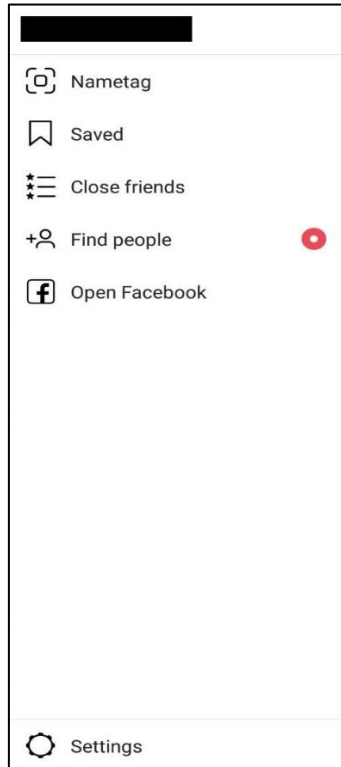 Nametag
Saved
Close friends
Find people
Open Facebook
Settings